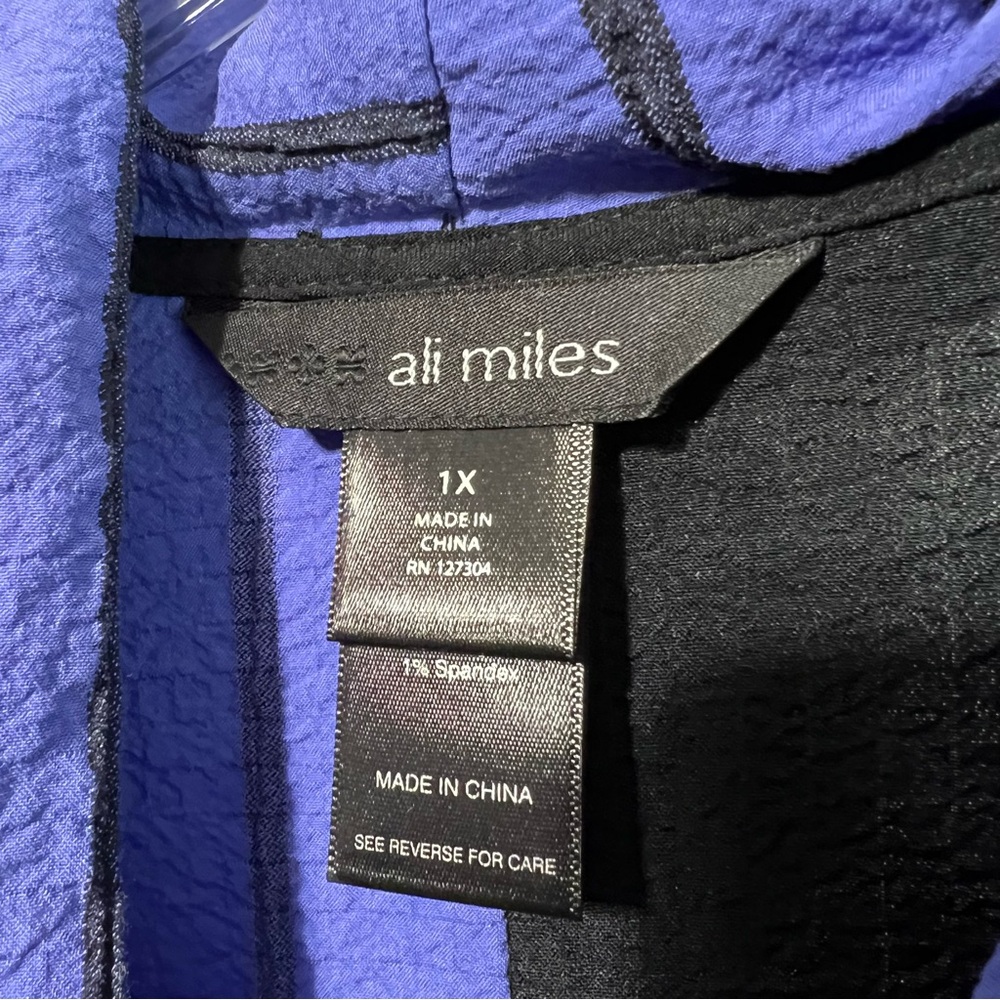 ali miles
1X
MADE IN
CHINA
RN 127304
1% Spandex
MADE IN CHINA
SEE REVERSE FOR CARE